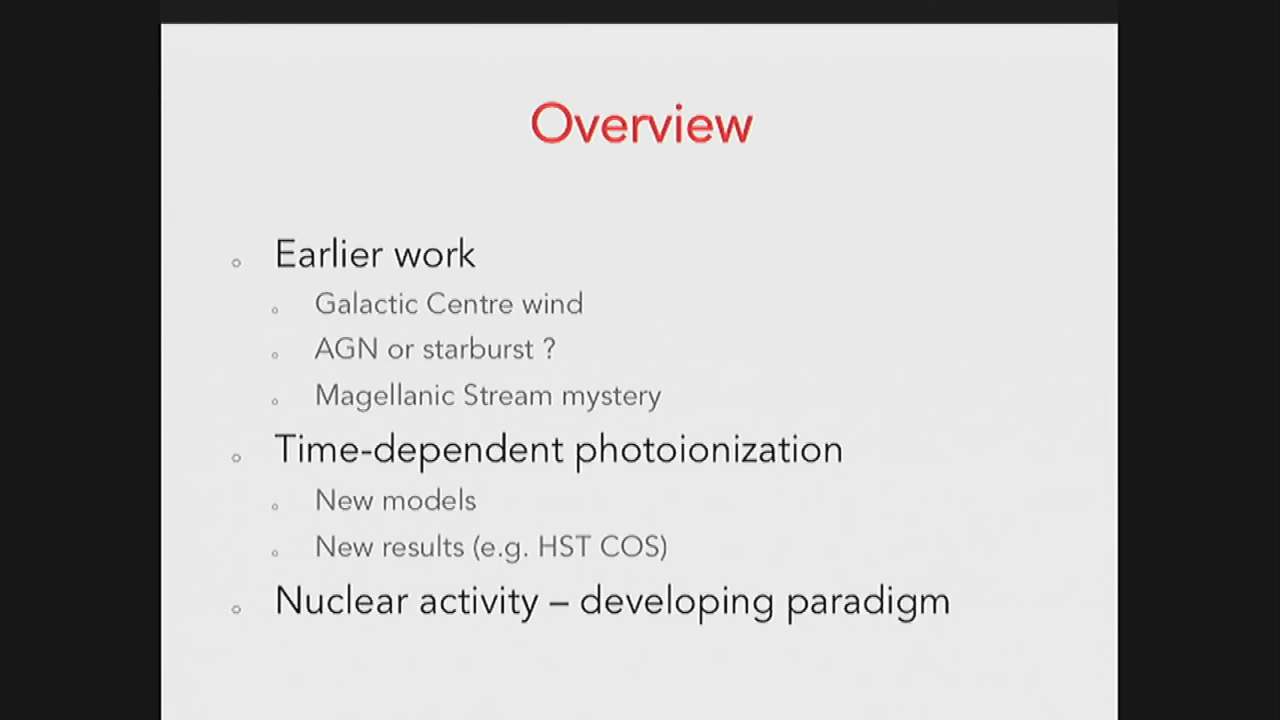 Overview
Earlier work
Galactic Centre wind
AGN or starburst ?
Magellanic Stream mystery
Time-dependent photoionization
New models
New results (e.g. HST COS)
Nuclear activity – developing paradigm